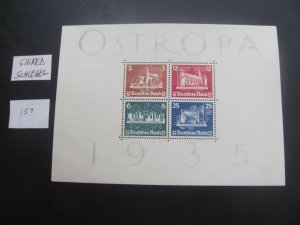 SIGNED
SCHLEGEL
157
OSTROPA
3 12
Deutsches Reich Deutsches Reich
6 25
Deutsches Reich Deutsches Reich
1935